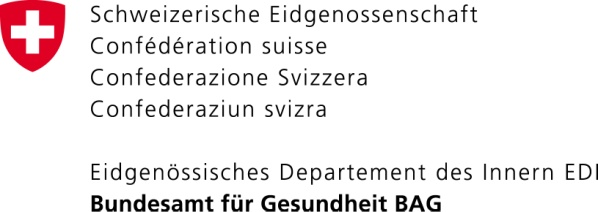 Schweizerische Eidgenossenschaft
Confédération suisse
Confederazione Svizzera
Confederaziun svizra
Eidgenössisches Departement des Innern EDI
Bundesamt für Gesundheit BAG